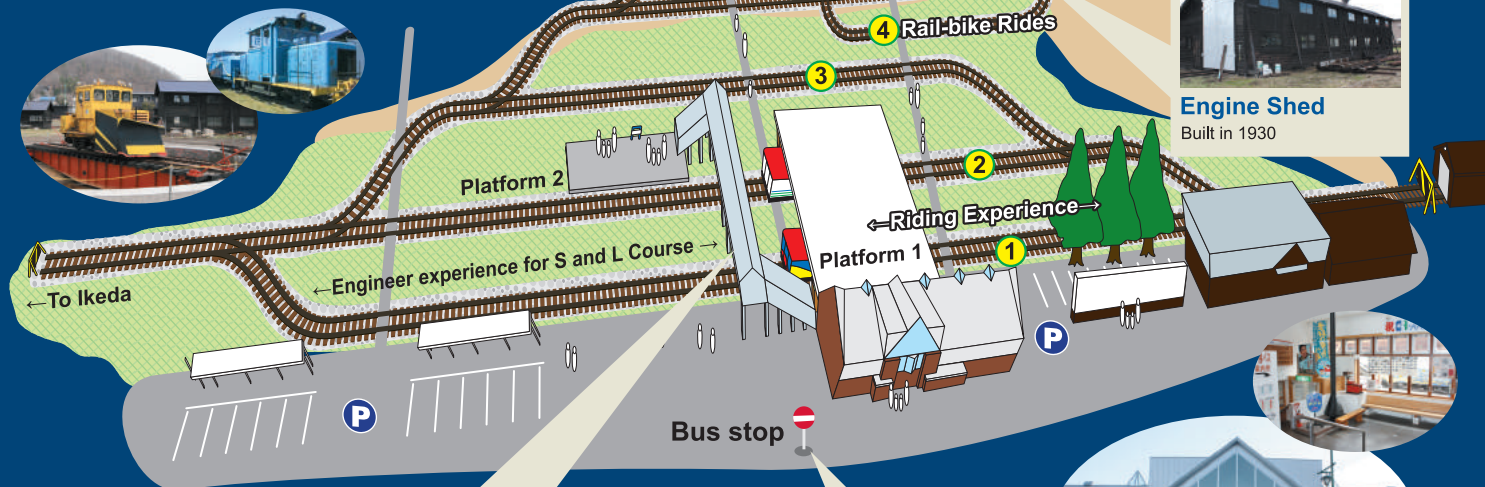 4 Rail-bike Rides
3
Engine Shed
Built in 1930
2
Platform 2
←Riding Experience→
Platform 1
1
←Engineer experience for S and L Course→
←To Ikeda
P
P
Bus stop